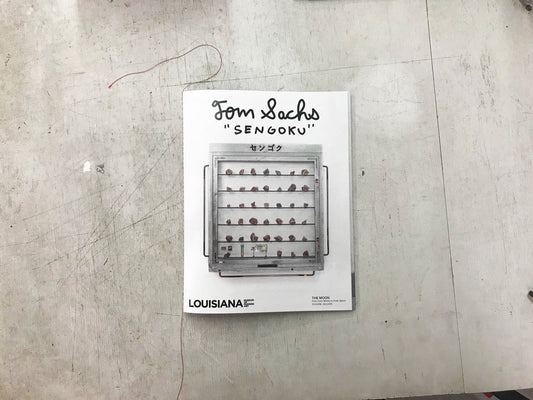 Tom Sachs
"SENGOKU"
センゴク
LOUISIANA
THE MOON